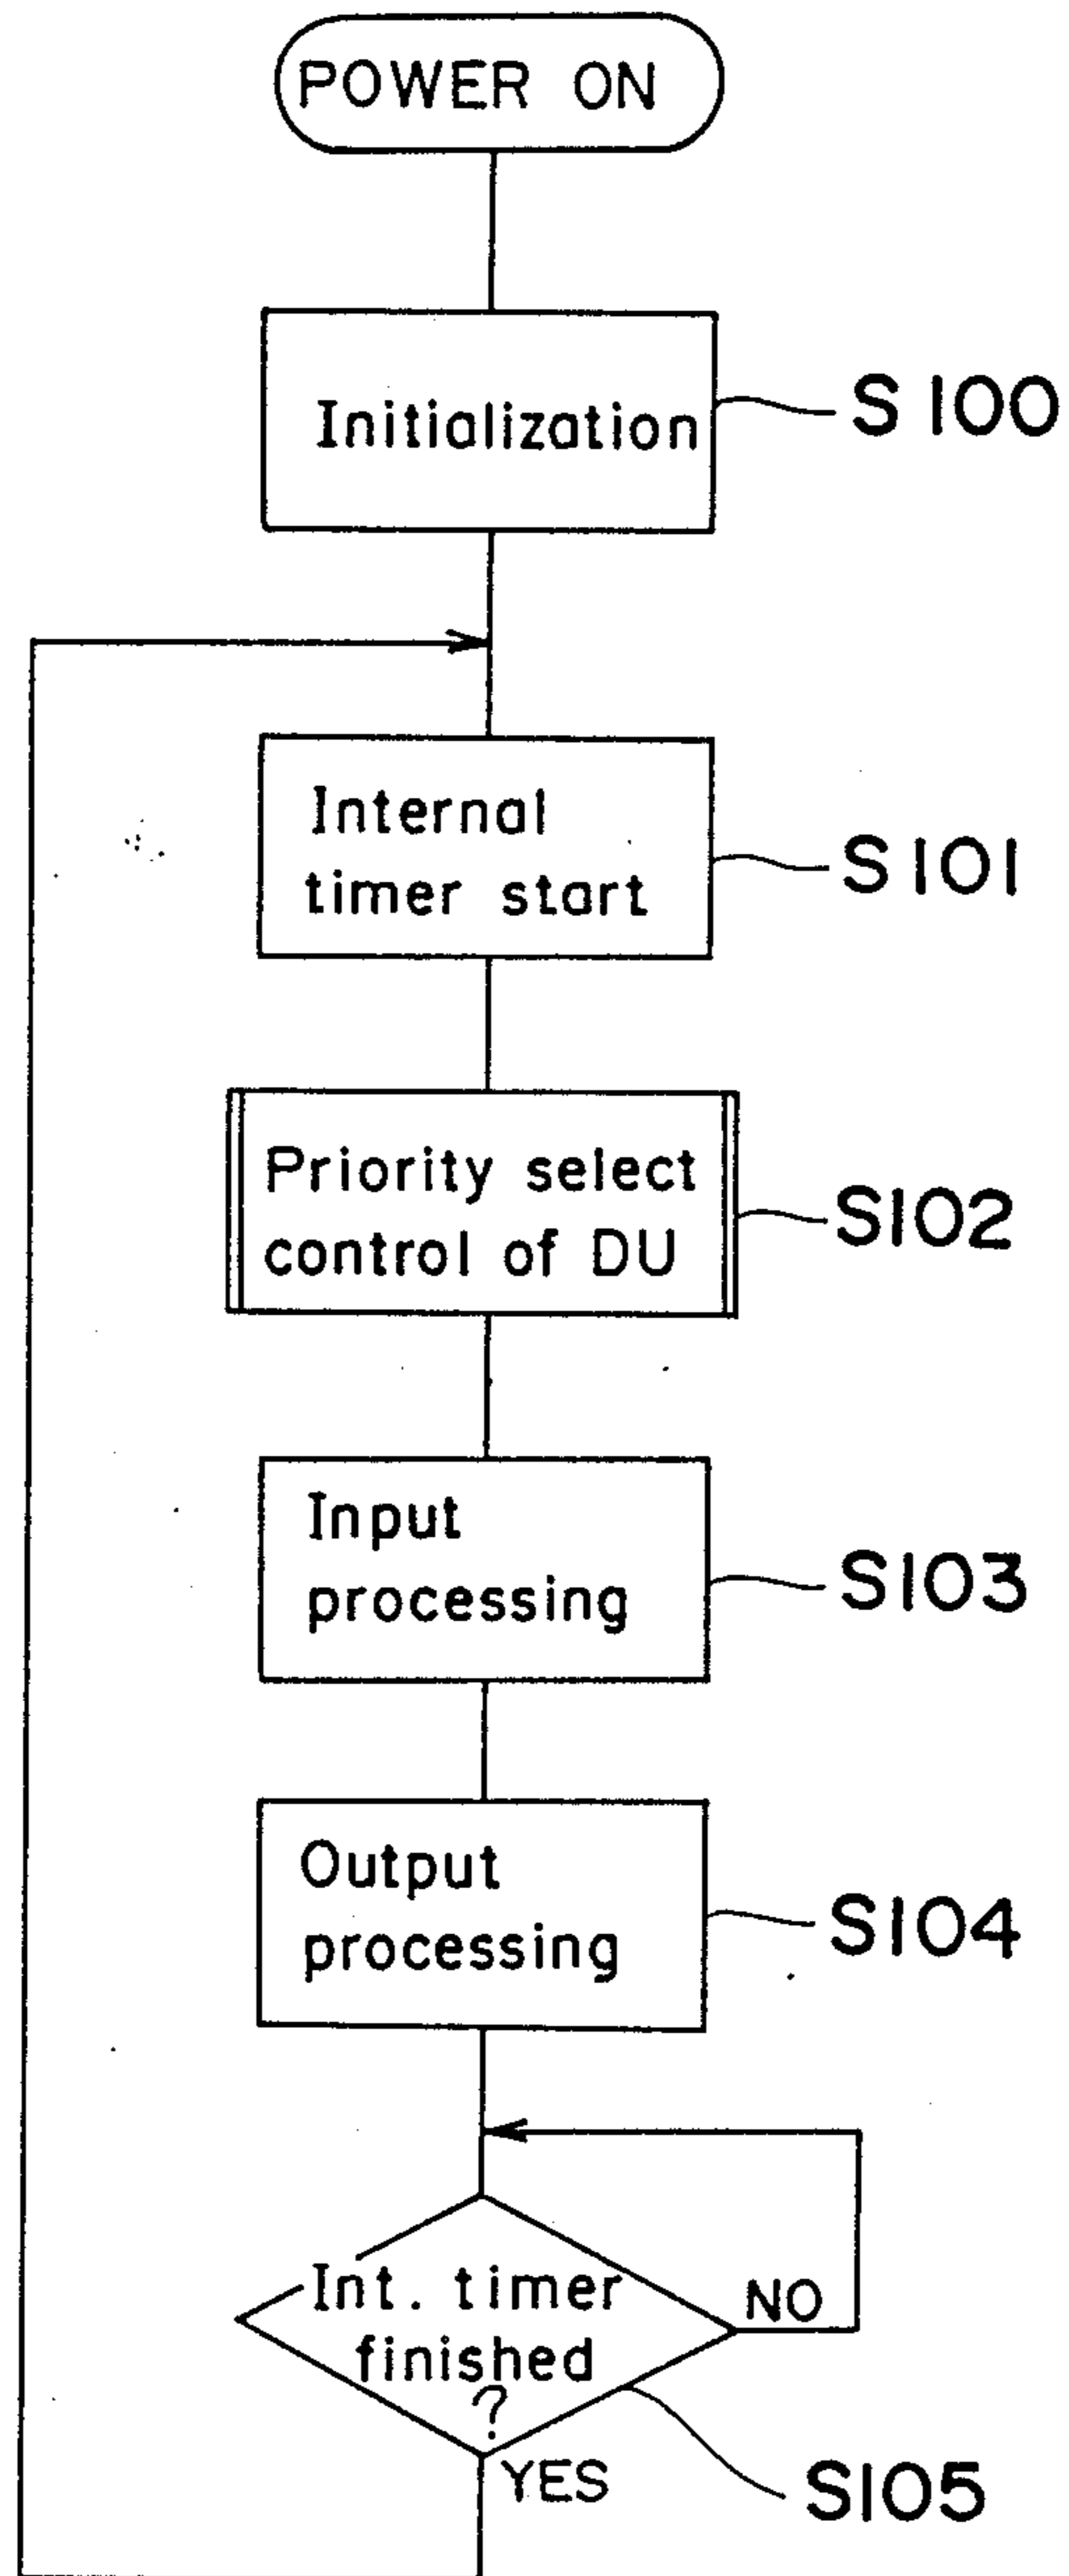 POWER ON
Initialization
S100
Internal
timer start
S101
Priority select
control of DU
S102
Input
processing
S103
Output
processing
S104
Int. timer
finished
?
NO
YES
S105